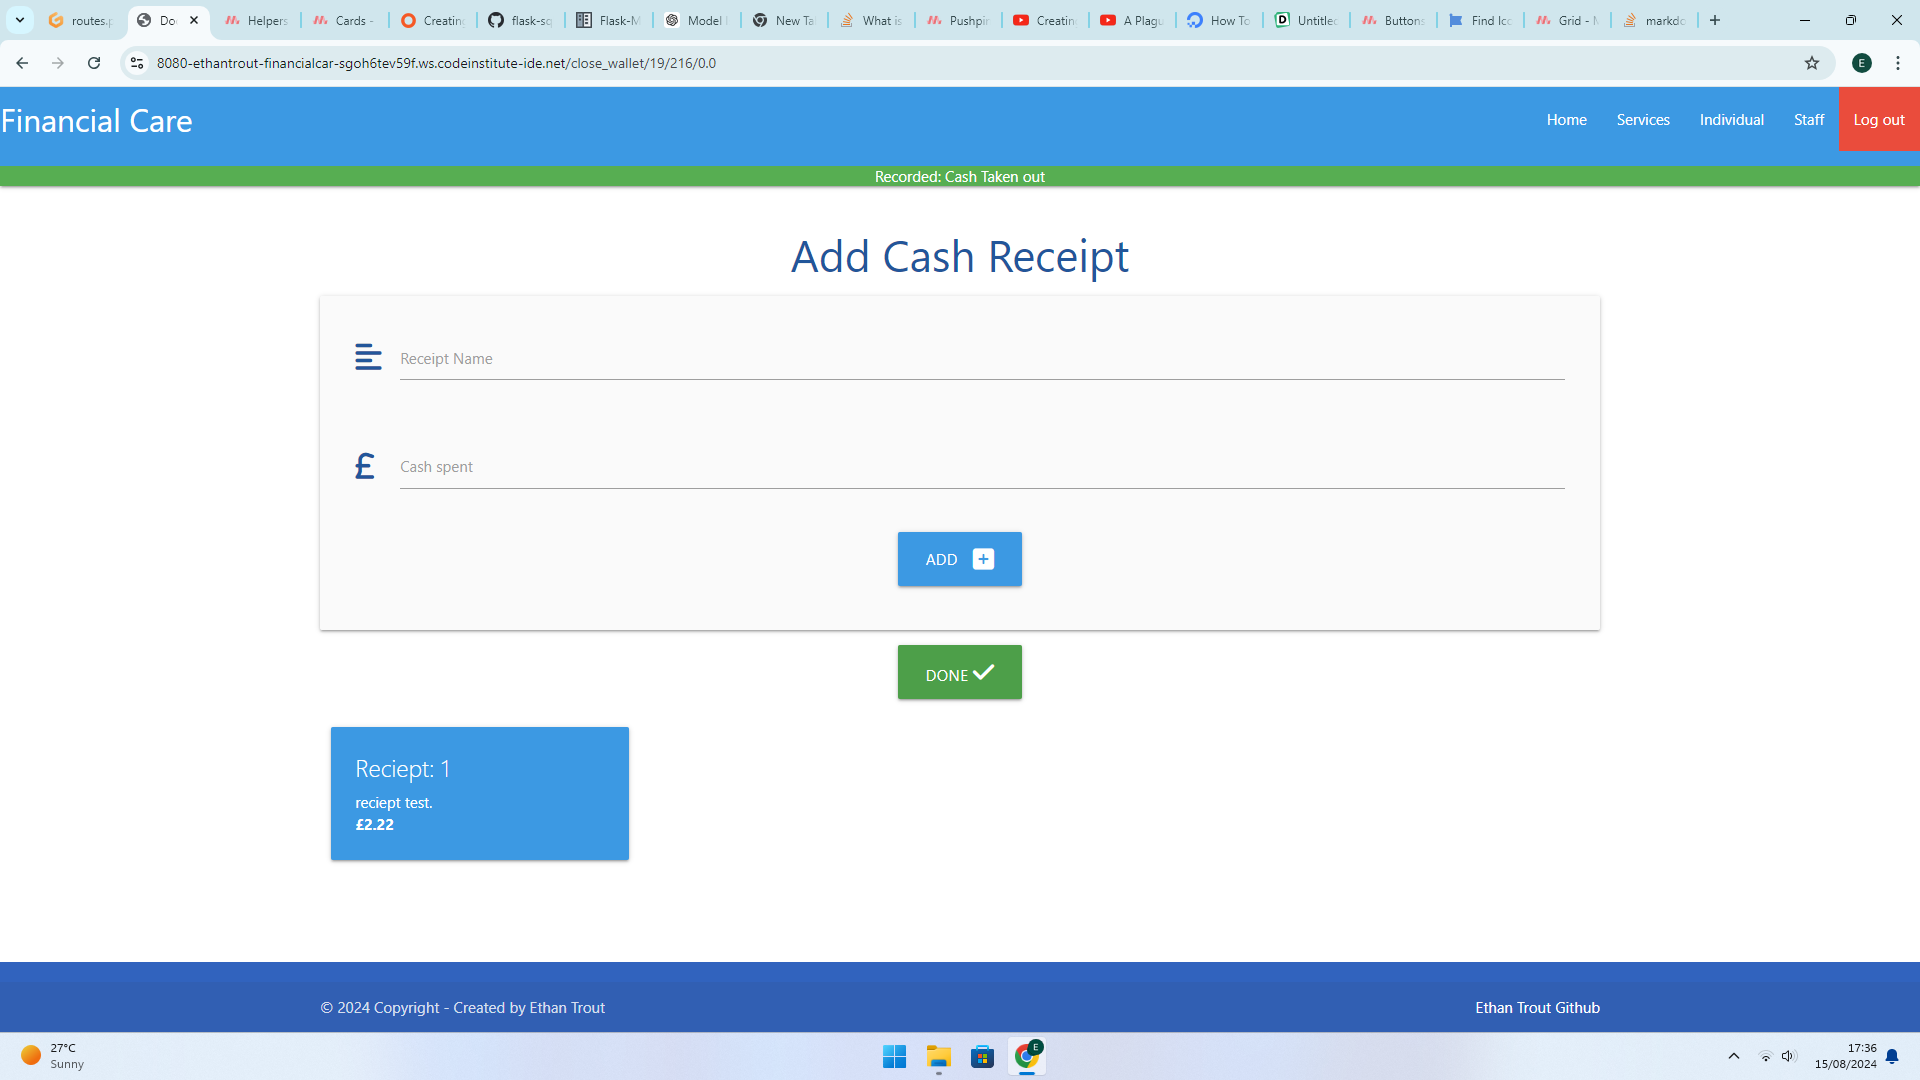 routes.p
Do
Helpers
Cards -
Creating
flask-sq
Flask-M
Model
New Tal
What is
Pushpin
Creatin
A Plagu
How To
Untitled
Buttons
Find Ico
Grid - M
markdo
8080-ethantrout-financialcar-sgoh6tev59f.ws.codeinstitute-ide.net/close_wallet/19/216/0.0
E
Financial Care
Home
Services
Individual
Staff
Log out
Recorded: Cash Taken out
Add Cash Receipt
Receipt Name
£
Cash spent
ADD
DONE
Reciept: 1
reciept test.
£2.22
© 2024 Copyright - Created by Ethan Trout
Ethan Trout Github
27°C
Sunny
E
17:36
15/08/2024